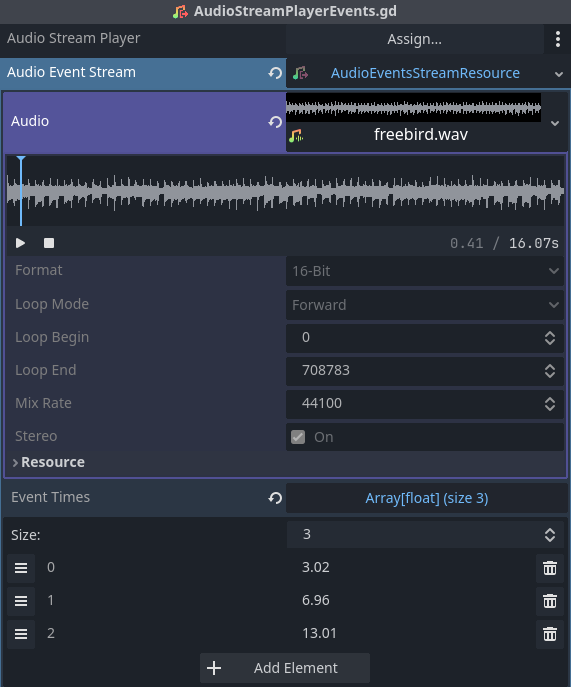 AudioStreamPlayerEvents.gd
Audio Stream Player Assign...
Audio Event Stream AudioEventsStreamResource
Audio freebird.wav
0.41 / 16.07s
Format 16-Bit
Loop Mode Forward
Loop Begin 0
Loop End 708783
Mix Rate 44100
Stereo On
Resource
Event Times Array[float] (size 3)
Size: 3
0 3.02
1 6.96
2 13.01
Add Element